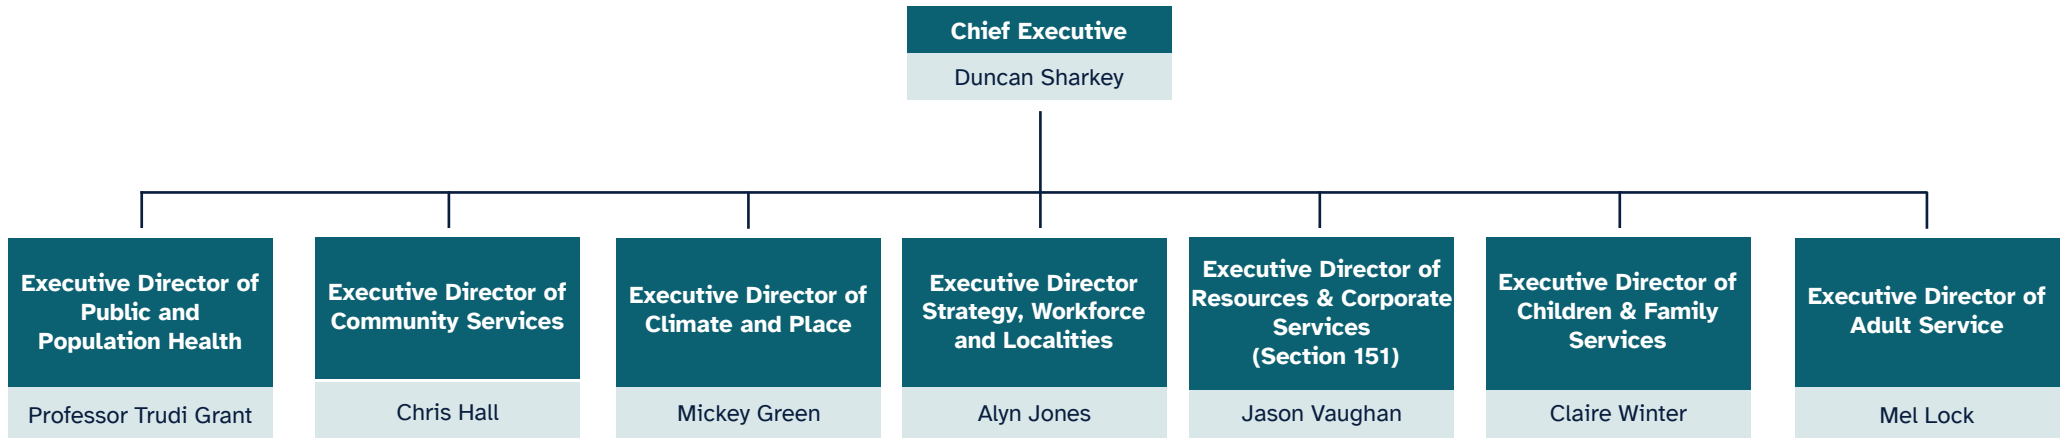 Chief Executive
Duncan Sharkey
Executive Director of
Public and
Population Health
Professor Trudi Grant
Executive Director of
Community Services
Chris Hall
Executive Director of
Climate and Place
Mickey Green
Executive Director
Strategy, Workforce
and Localities
Alyn Jones
Executive Director of
Resources & Corporate
Services
(Section 151)
Jason Vaughan
Executive Director of
Children & Family
Services
Claire Winter
Executive Director of
Adult Service
Mel Lock